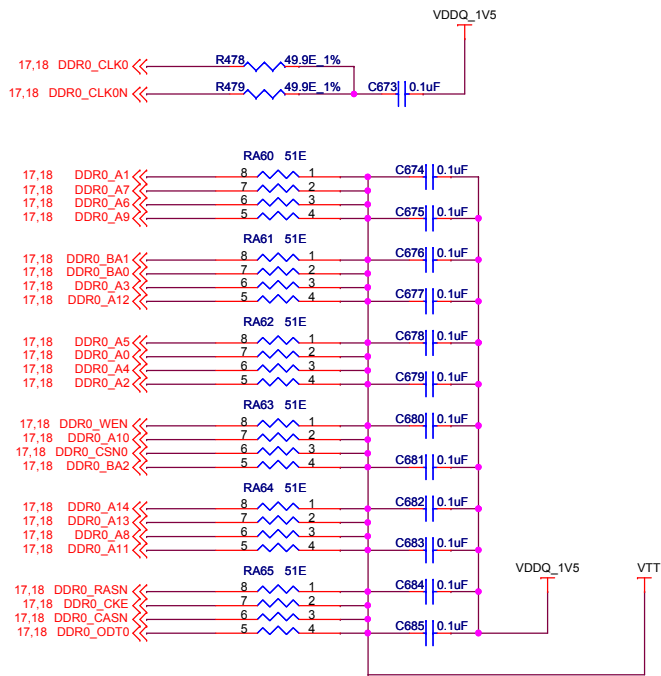 VDDQ_1V5
17,18 DDR0_CLK0 R478 49.9E_1%
17,18 DDR0_CLK0N R479 49.9E_1% C673 0.1uF
RA60 51E
17,18 DDR0_A1 8 1 C674 0.1uF
17,18 DDR0_A7 7 2
17,18 DDR0_A6 6 3
17,18 DDR0_A9 5 4 C675 0.1uF
RA61 51E
17,18 DDR0_BA1 8 1 C676 0.1uF
17,18 DDR0_BA0 7 2
17,18 DDR0_A3 6 3
17,18 DDR0_A12 5 4 C677 0.1uF
RA62 51E
17,18 DDR0_A5 8 1 C678 0.1uF
17,18 DDR0_A0 7 2
17,18 DDR0_A4 6 3
17,18 DDR0_A2 5 4 C679 0.1uF
RA63 51E
17,18 DDR0_WEN 8 1 C680 0.1uF
17,18 DDR0_A10 7 2
17,18 DDR0_CSN0 6 3
17,18 DDR0_BA2 5 4 C681 0.1uF
RA64 51E
17,18 DDR0_A14 8 1 C682 0.1uF
17,18 DDR0_A13 7 2
17,18 DDR0_A8 6 3
17,18 DDR0_A11 5 4 C683 0.1uF
RA65 51E VDDQ_1V5 VTT
17,18 DDR0_RASN 8 1 C684 0.1uF
17,18 DDR0_CKE 7 2
17,18 DDR0_CASN 6 3
17,18 DDR0_ODT0 5 4 C685 0.1uF